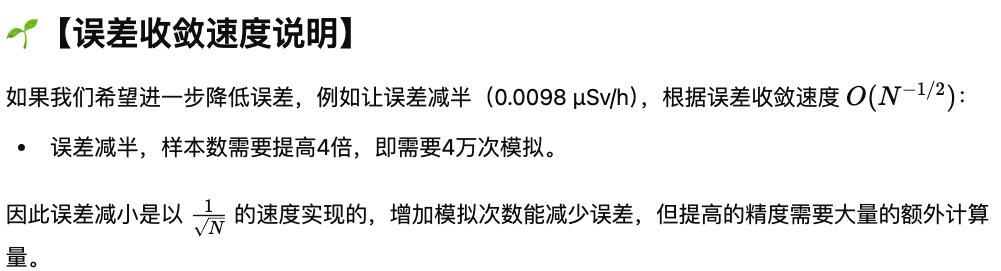 🌱【误差收敛速度说明】
如果我们希望进一步降低误差，例如让误差减半（0.0098 μSv/h），根据误差收敛速度 $O(N^{-1/2})$：
• 误差减半，样本数需要提高4倍，即需要4万次模拟。
因此误差减小是以 $\frac{1}{\sqrt{N}}$ 的速度实现的，增加模拟次数能减少误差，但提高的精度需要大量的额外计算
量。